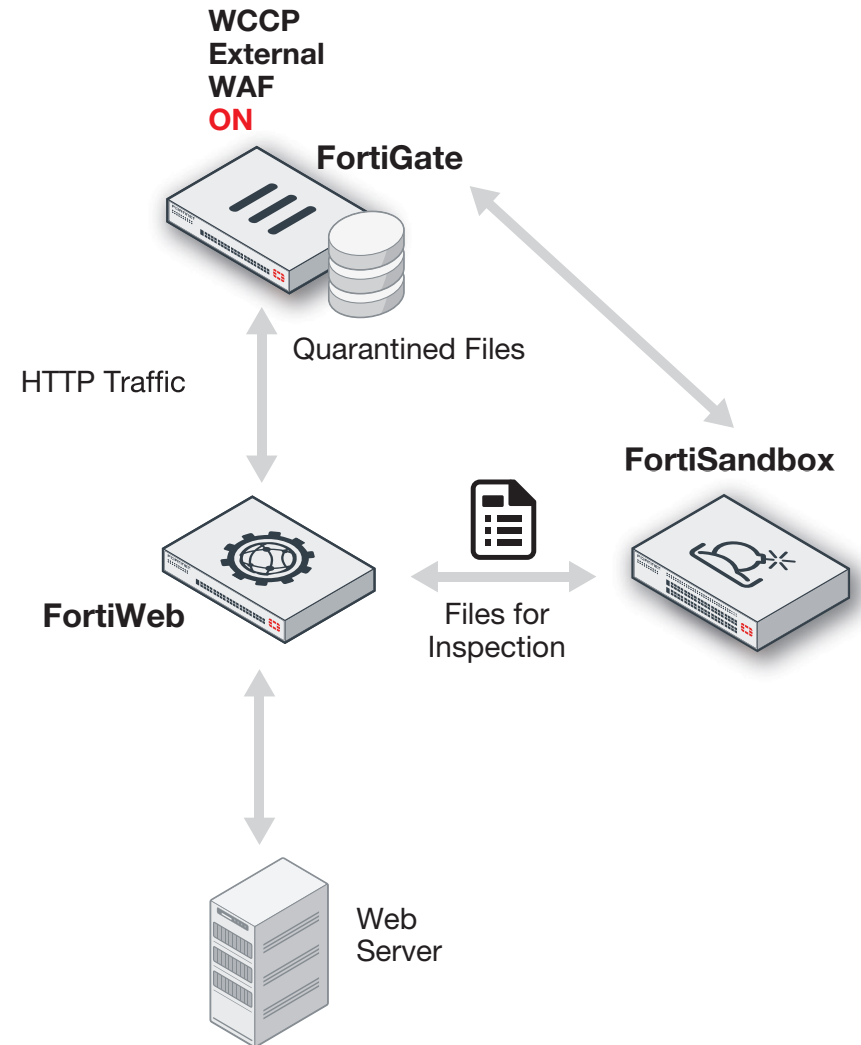 WCCP
External
WAF
ON
FortiGate
Quarantined Files
HTTP Traffic
FortiSandbox
FortiWeb
Files for
Inspection
Web
Server